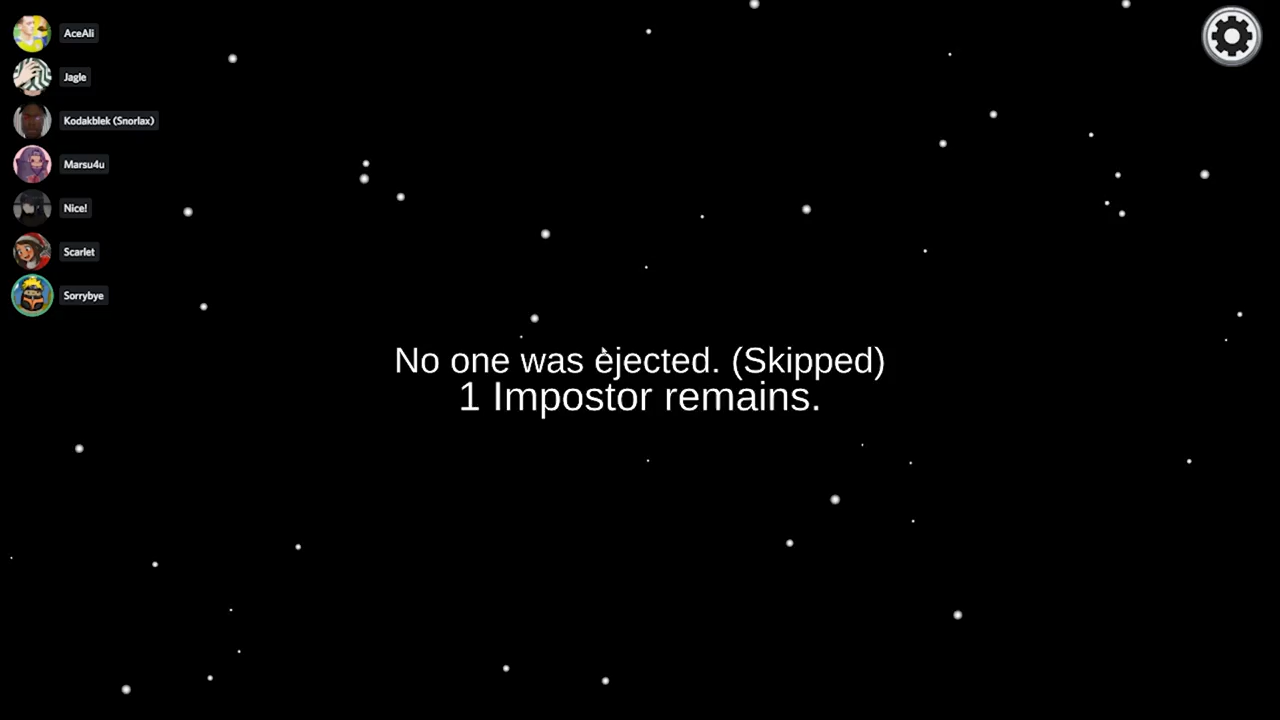 AceAli
Jagle
Kodakblek (Snorlax)
Marsu4u
Nice!
Scarlet
Sorrybye
No one was ejected. (Skipped)
1 Impostor remains.